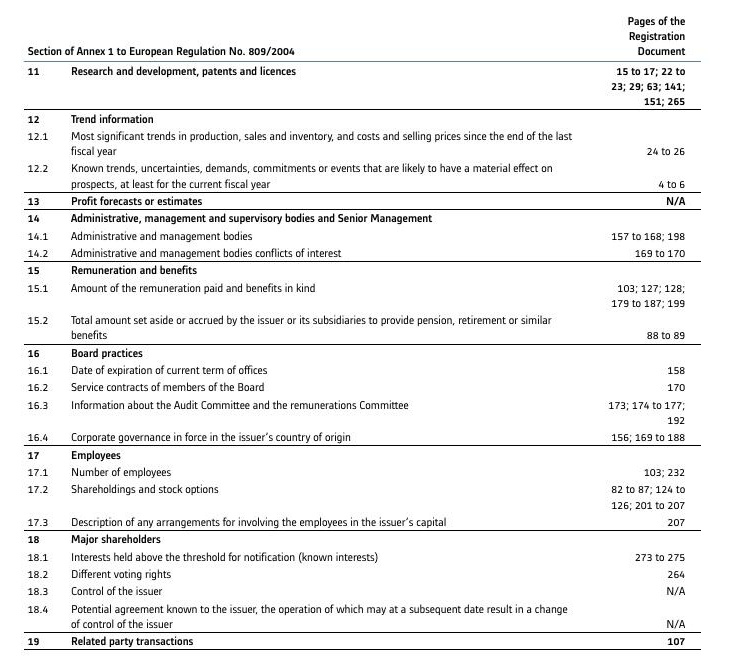 Section of Annex 1 to European Regulation No. 809/2004 Pages of the
Registration
Document
11 Research and development, patents and licences 15 to 17; 22 to
23; 29; 63; 141;
151; 265
12 Trend information
12.1 Most significant trends in production, sales and inventory, and costs and selling prices since the end of the last
fiscal year 24 to 26
12.2 Known trends, uncertainties, demands, commitments or events that are likely to have a material effect on
prospects, at least for the current fiscal year 4 to 6
13 Profit forecasts or estimates N/A
14 Administrative, management and supervisory bodies and Senior Management
14.1 Administrative and management bodies 157 to 168; 198
14.2 Administrative and management bodies conflicts of interest 169 to 170
15 Remuneration and benefits
15.1 Amount of the remuneration paid and benefits in kind 103; 127; 128;
179 to 187; 199
15.2 Total amount set aside or accrued by the issuer or its subsidiaries to provide pension, retirement or similar
benefits 88 to 89
16 Board practices
16.1 Date of expiration of current term of offices 158
16.2 Service contracts of members of the Board 170
16.3 Information about the Audit Committee and the remunerations Committee 173; 174 to 177;
192
16.4 Corporate governance in force in the issuer's country of origin 156; 169 to 188
17 Employees
17.1 Number of employees 103; 232
17.2 Shareholdings and stock options 82 to 87; 124 to
126; 201 to 207
17.3 Description of any arrangements for involving the employees in the issuer's capital 207
18 Major shareholders
18.1 Interests held above the threshold for notification (known interests) 273 to 275
18.2 Different voting rights 264
18.3 Control of the issuer N/A
18.4 Potential agreement known to the issuer, the operation of which may at a subsequent date result in a change
of control of the issuer N/A
19 Related party transactions 107